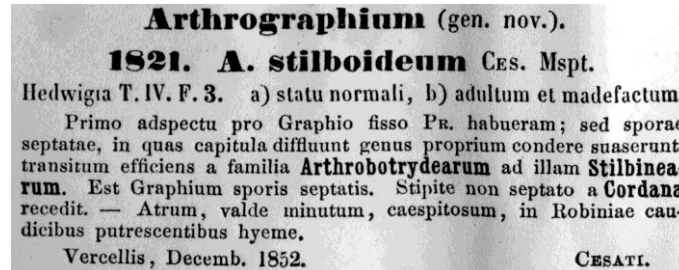 Arthrographium (gen. nov.).
1821. A. stilboideum Ces. Mspt.
Hedwigia T. IV. F. 3. a) statu normali, b) adultum et madefactum
Primo adspectu pro Graphio fisso Pr. habueram; sed sporae
septatae, in quas capitula diffluunt genus proprium condere suaserunt
transitum efficiens a familia Arthrobotrydearum ad illam Stilbinea-
rum. Est Graphium sporis septatis. Stipite non septato a Cordana
recedit. — Atrum, valde minutum, caespitosum, in Robiniae cau-
dicibus putrescentibus hyeme.
Vercellis, Decemb. 1852. Cesati.